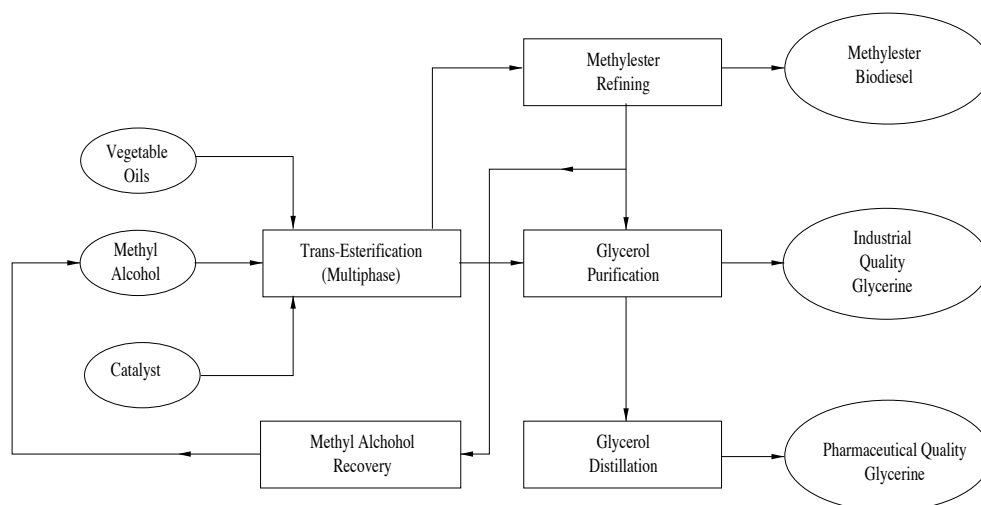 Methylester
Refining
Methylester
Biodiesel
Vegetable
Oils
Methyl
Alcohol
Trans-Esterification
(Multiphase)
Glycerol
Purification
Industrial
Quality
Glycerine
Catalyst
Methyl Alchohol
Recovery
Glycerol
Distillation
Pharmaceutical Quality
Glycerine